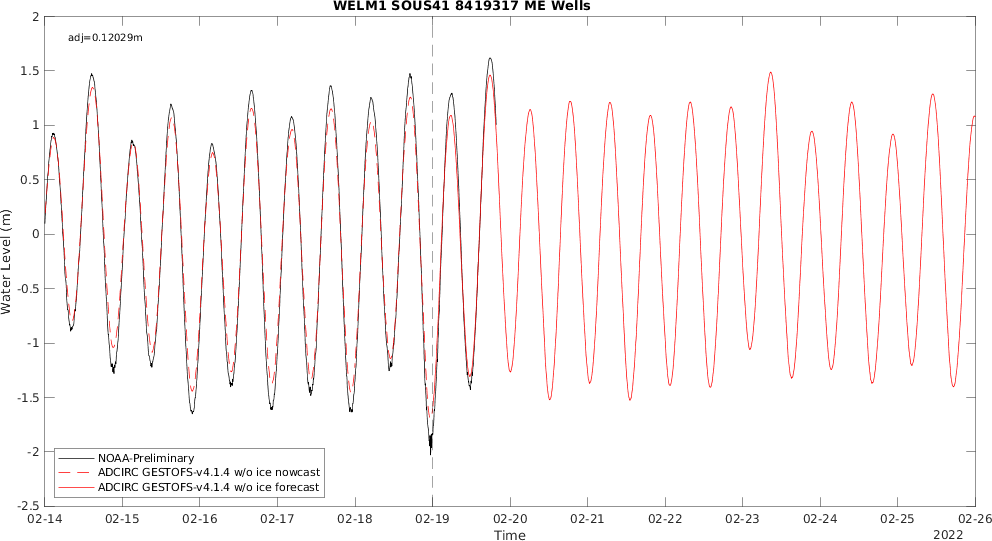 WELM1 SOUS41 8419317 ME Wells
adj=0.12029m
2
1.5
1
0.5
0
-0.5
-1
-1.5
-2
-2.5
Water Level (m)
NOAA-Preliminary
ADCIRC GESTOFS-v4.1.4 w/o ice nowcast
ADCIRC GESTOFS-v4.1.4 w/o ice forecast
02-14 02-15 02-16 02-17 02-18 02-19 02-20 02-21 02-22 02-23 02-24 02-25 02-26
Time
2022